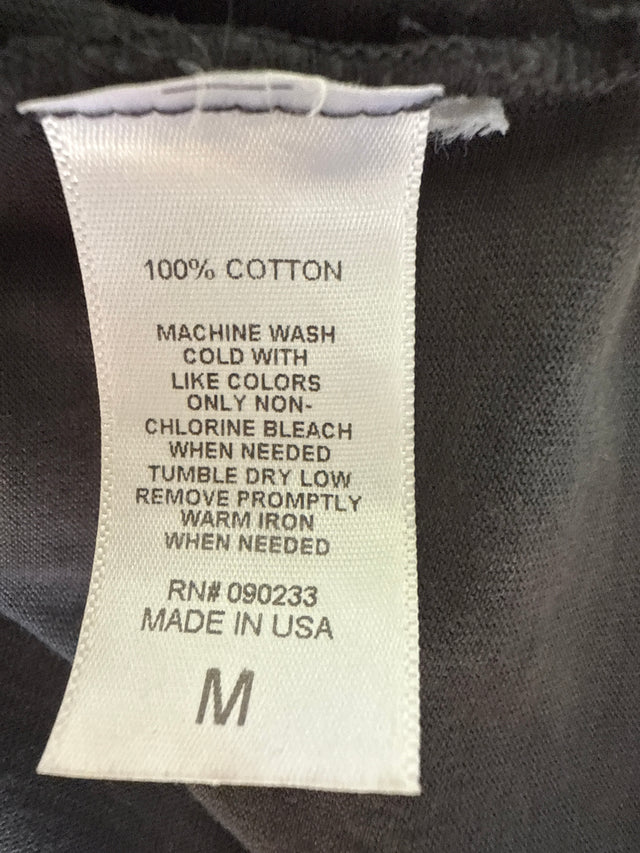 100% COTTON
MACHINE WASH
COLD WITH
LIKE COLORS
ONLY NON-
CHLORINE BLEACH
WHEN NEEDED
TUMBLE DRY LOW
REMOVE PROMPTLY
WARM IRON
WHEN NEEDED
RN# 090233
MADE IN USA
M